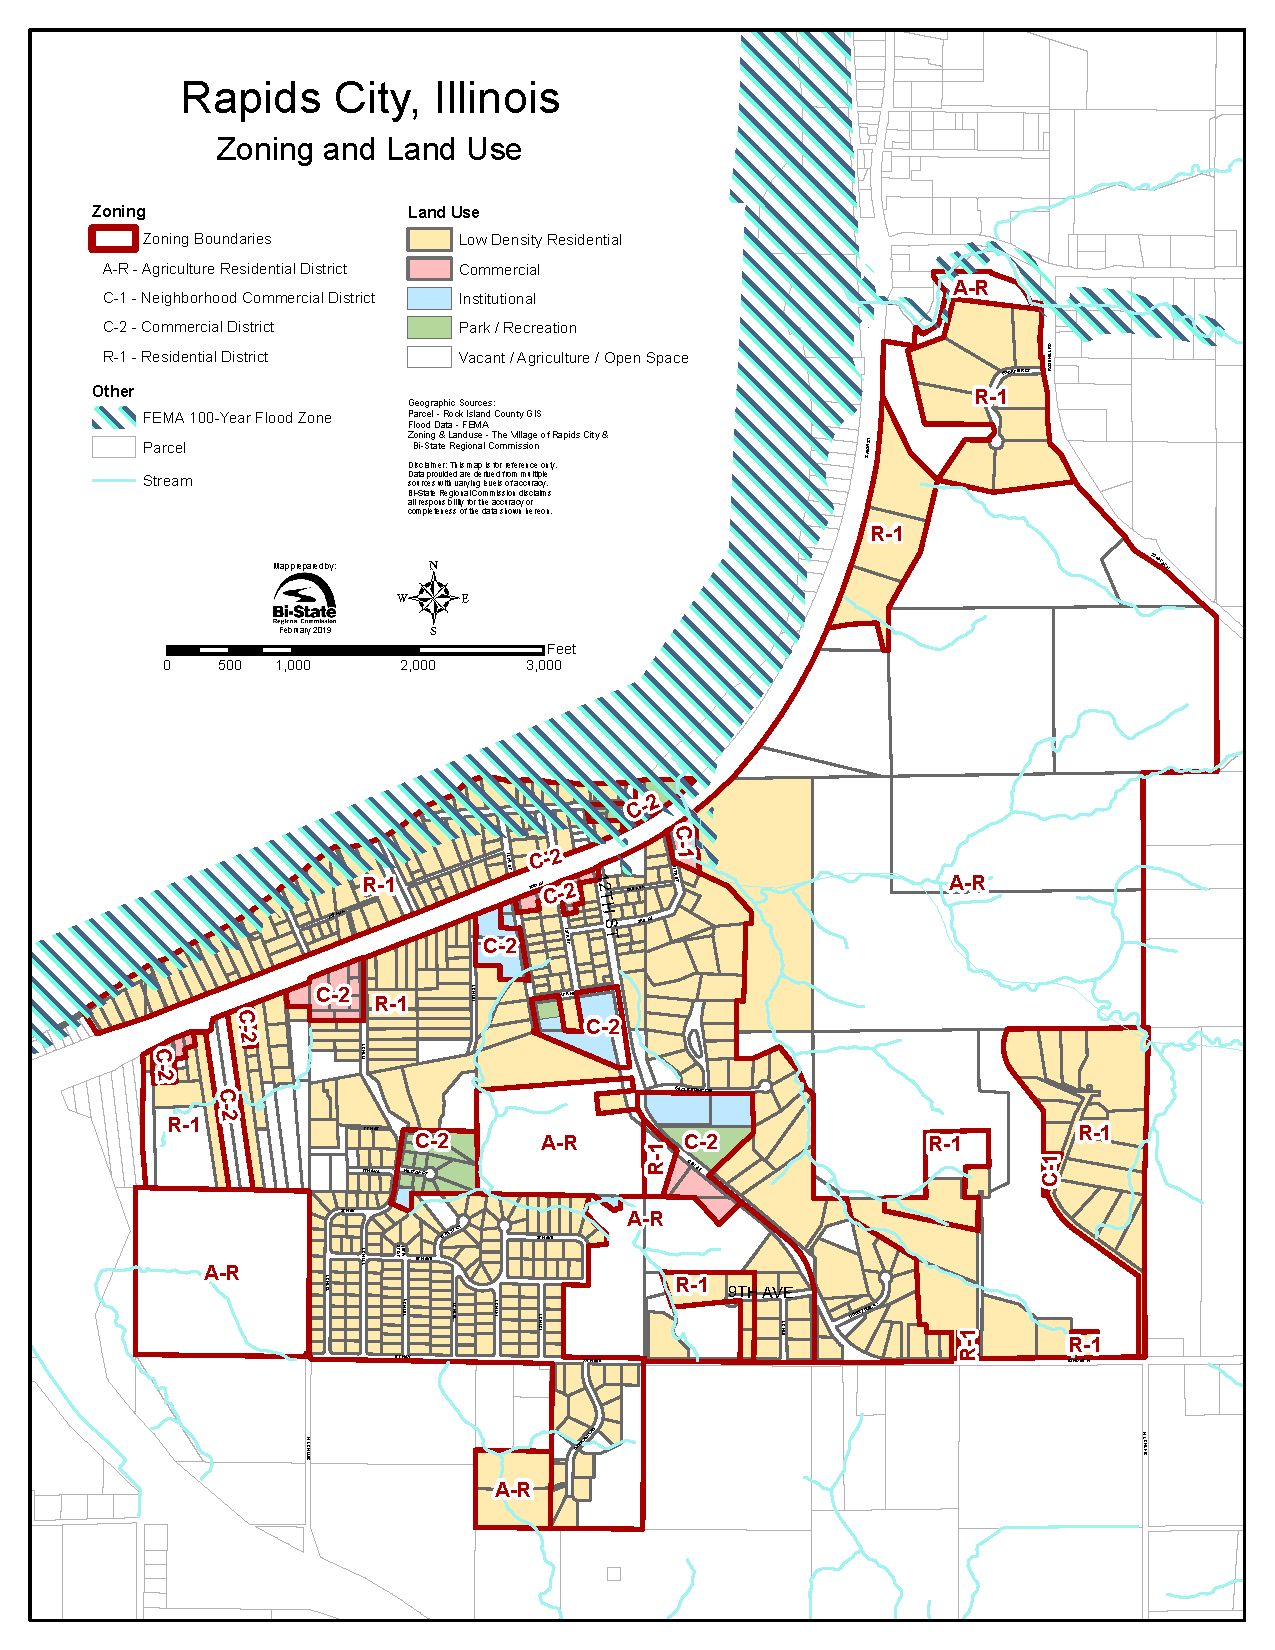 Rapids City, Illinois
Zoning and Land Use
Zoning
Zoning Boundaries
A-R - Agriculture Residential District
C-1 - Neighborhood Commercial District
C-2 - Commercial District
R-1 - Residential District
Other
FEMA 100-Year Flood Zone
Parcel
Stream
Land Use
Low Density Residential
Commercial
Institutional
Park / Recreation
Vacant / Agriculture / Open Space
Geographic Sources:
Parcel - Rock Island County GIS
Flood Data - FEMA
Zoning & Landuse - The Village of Rapids City &
Bi-State Regional Commission
Disclaimer: This map is for reference only.
Data provided are derived from multiple
sources with varying levels of accuracy.
Bi-State Regional Commission disclaims
all responsibility for the accuracy or
completeness of the data shown hereon.
Map prepared by:
Bi-State
Regional Commission
February 2019
N
W
E
S
Feet
0
500
1,000
2,000
3,000
A-R
R-1
R-1
C-2
C-1
C-2
C-2
R-1
A-R
12TH ST
C-2
C-2
R-1
C-2
C-2
C-2
C-2
R-1
C-2
A-R
R-1
C-2
R-1
R-1
C-1
A-R
A-R
R-1
9TH AVE
R-1
R-1
A-R